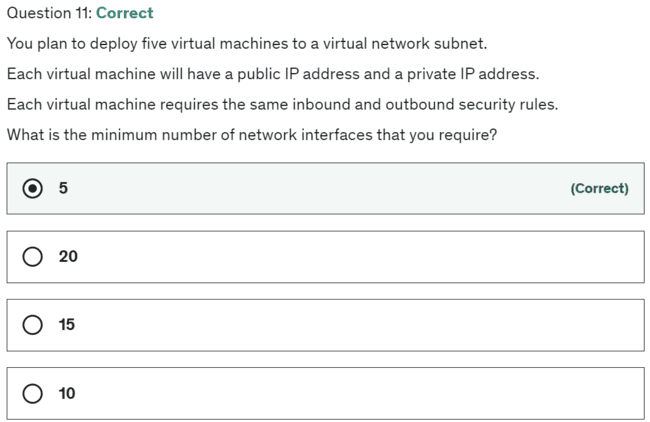 Question 11: Correct
You plan to deploy five virtual machines to a virtual network subnet.
Each virtual machine will have a public IP address and a private IP address.
Each virtual machine requires the same inbound and outbound security rules.
What is the minimum number of network interfaces that you require?
5 (Correct)
20
15
10